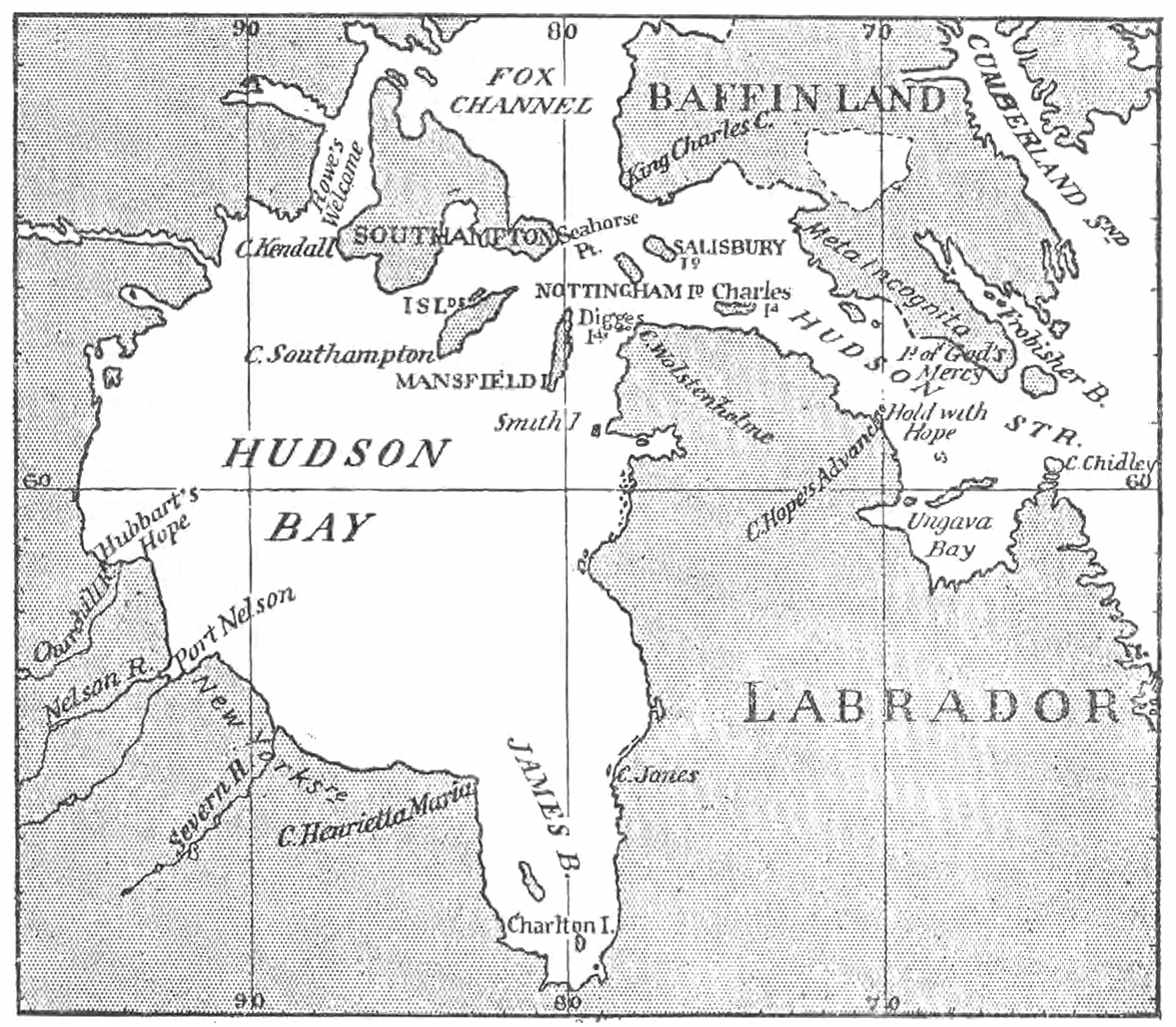 90
80
70
FOX
CHANNEL
BAFFIN LAND
CUMBERLAND SND
King Charles C.
Rowe's
Welcome
C. Kendall
SOUTHAMPTON
Seahorse
Pt.
SALISBURY
Id
Meta Incognita
ISLDS
NOTTINGHAM ID
Charles
Id
Digges
Ids
HUDSON
STR.
Frobisher B.
C. Southampton
MANSFIELD I
C. Wolstenholme
Id of God's
Mercy
Smith I
Hold with
Hope
HUDSON
BAY
C. Hope's Advance
C. Chidley
60
60
Hubbart's
Hope
Ungava
Bay
Churchill R.
Port Nelson
Nelson R.
New Yorksre
LABRADOR
Severn R.
C. Henrietta Maria
JAMES B.
C. Jones
Charlton I.
90
80
70